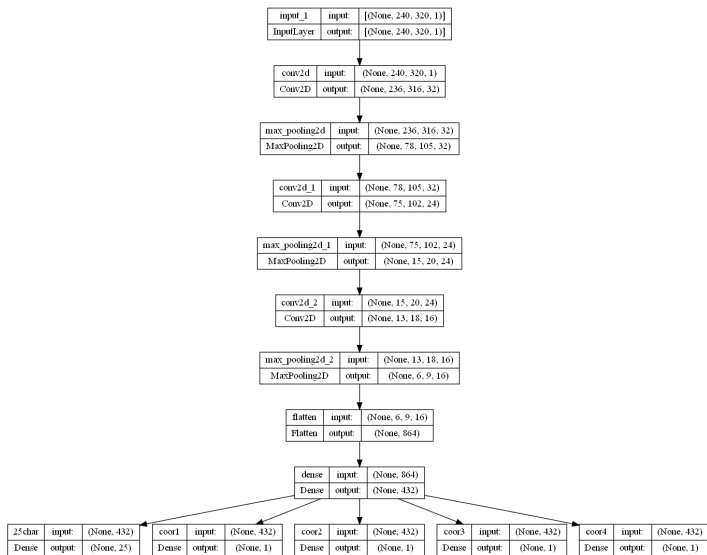 input_1 input: [(None, 240, 320, 1)]
InputLayer output: [(None, 240, 320, 1)]
conv2d input: (None, 240, 320, 1)
Conv2D output: (None, 236, 316, 32)
max_pooling2d input: (None, 236, 316, 32)
MaxPooling2D output: (None, 78, 105, 32)
conv2d_1 input: (None, 78, 105, 32)
Conv2D output: (None, 75, 102, 24)
max_pooling2d_1 input: (None, 75, 102, 24)
MaxPooling2D output: (None, 15, 20, 24)
conv2d_2 input: (None, 15, 20, 24)
Conv2D output: (None, 13, 18, 16)
max_pooling2d_2 input: (None, 13, 18, 16)
MaxPooling2D output: (None, 6, 9, 16)
flatten input: (None, 6, 9, 16)
Flatten output: (None, 864)
dense input: (None, 864)
Dense output: (None, 432)
25char input: (None, 432)
Dense output: (None, 25)
coor1 input: (None, 432)
Dense output: (None, 1)
coor2 input: (None, 432)
Dense output: (None, 1)
coor3 input: (None, 432)
Dense output: (None, 1)
coor4 input: (None, 432)
Dense output: (None, 1)